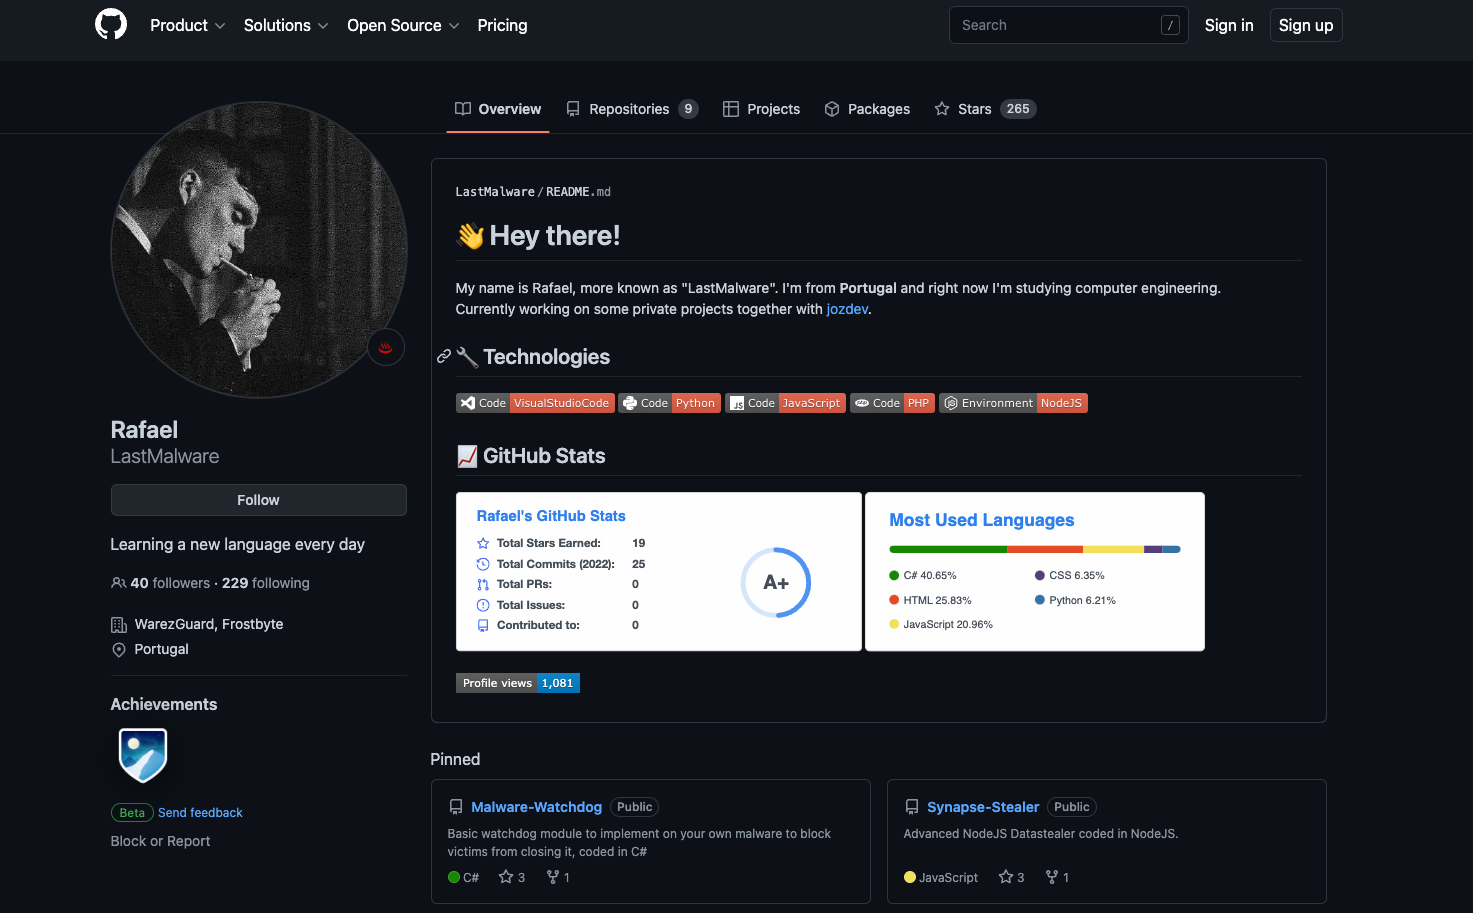 Product Solutions Open Source Pricing Search / Sign in Sign up
Overview Repositories 9 Projects Packages Stars 265
Rafael
LastMalware
Follow
Learning a new language every day
40 followers · 229 following
WarezGuard, Frostbyte
Portugal
Achievements
Beta Send feedback
Block or Report
LastMalware/README.md
👋 Hey there!
My name is Rafael, more known as "LastMalware". I'm from Portugal and right now I'm studying computer engineering.
Currently working on some private projects together with jozdev.
🔧 Technologies
Code VisualStudioCode Code Python JS Code JavaScript php Code PHP Environment NodeJS
📈 GitHub Stats
Rafael's GitHub Stats
Total Stars Earned: 19
Total Commits (2022): 25
Total PRs: 0
Total Issues: 0
Contributed to: 0
A+
Most Used Languages
C# 40.65%
HTML 25.83%
JavaScript 20.96%
CSS 6.35%
Python 6.21%
Profile views 1,081
Pinned
Malware-Watchdog Public
Basic watchdog module to implement on your own malware to block
victims from closing it, coded in C#
C# 3 1
Synapse-Stealer Public
Advanced NodeJS Datastealer coded in NodeJS.
JavaScript 3 1